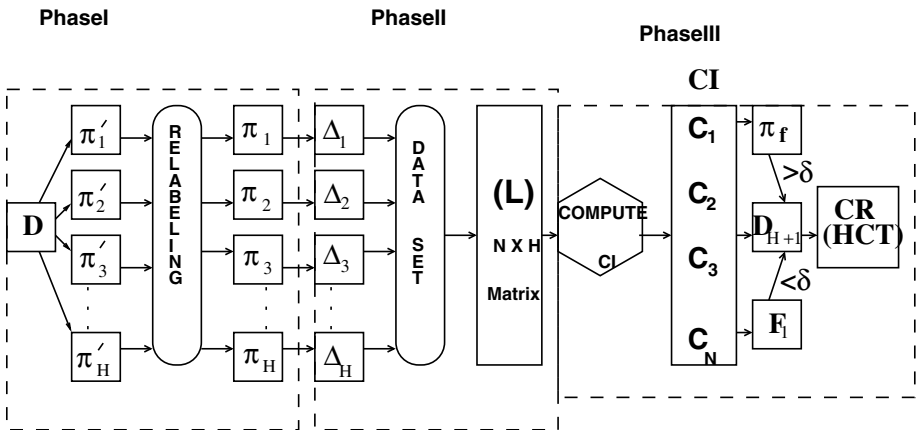 PhaseI
PhaseII
PhaseIII
D
π′1
π′2
π′3
π′H
RELABELING
π1
π2
π3
πH
Δ1
Δ2
Δ3
ΔH
DATA SET
(L)
N X H
Matrix
COMPUTE
CI
CI
C1
C2
C3
CN
πf
>δ
DH+1
<δ
F1
CR
(HCT)